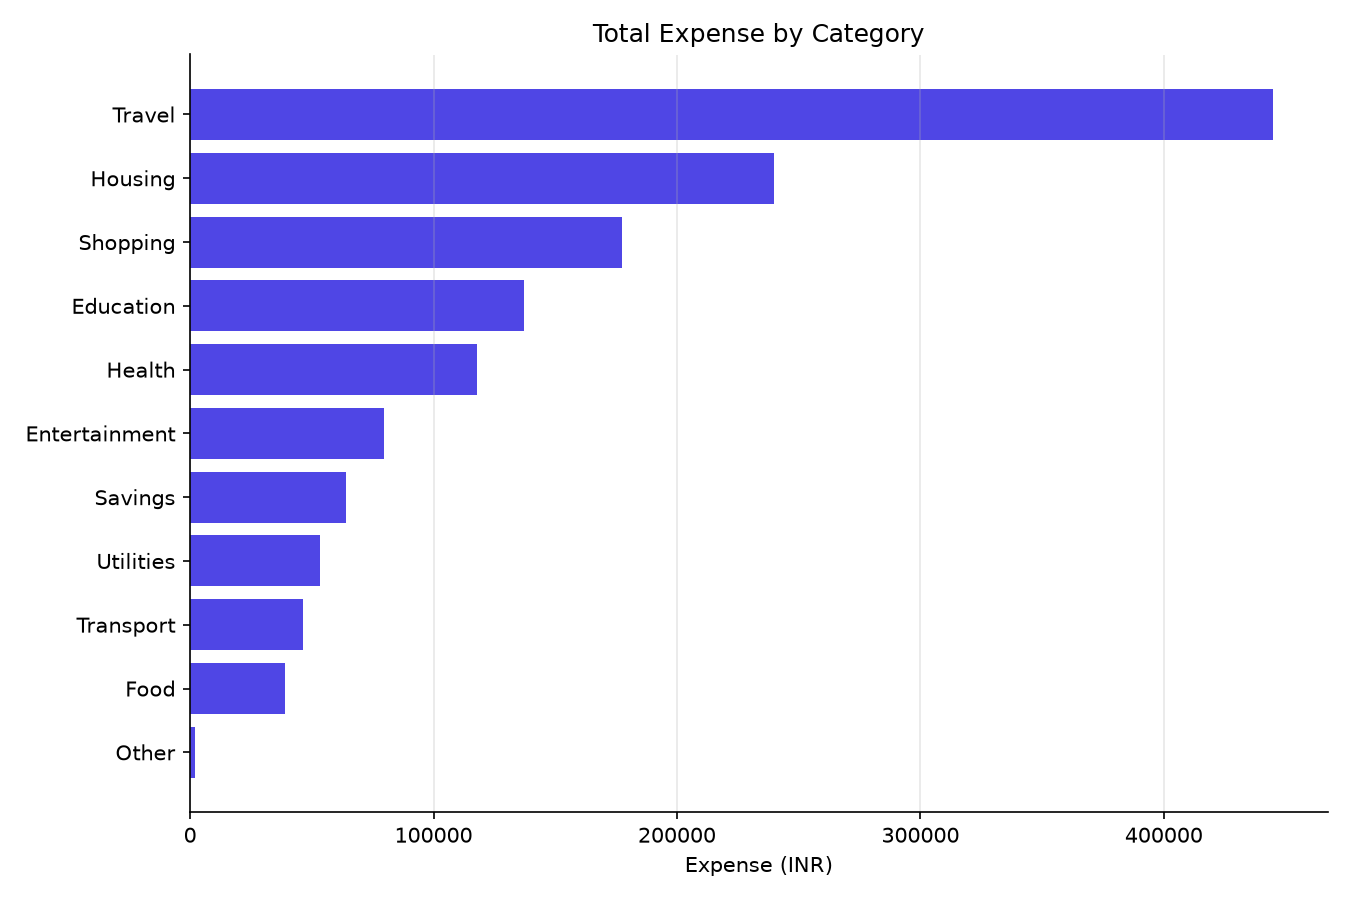 Total Expense by Category
Travel
Housing
Shopping
Education
Health
Entertainment
Savings
Utilities
Transport
Food
Other
0 100000 200000 300000 400000
Expense (INR)